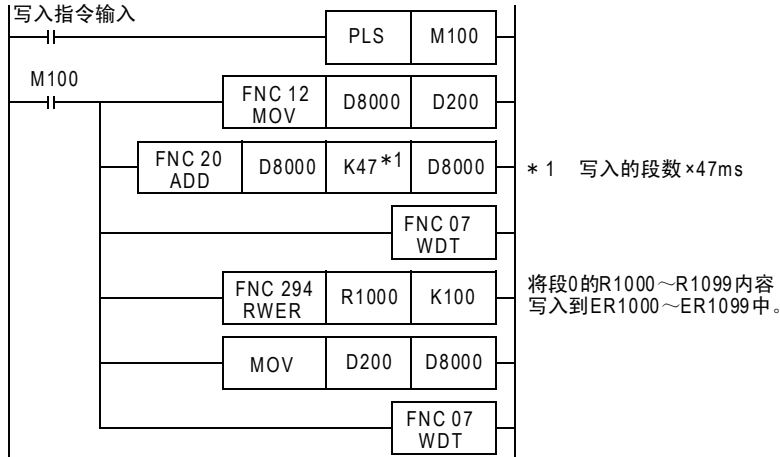 写入指令输入
PLS M100
M100
FNC 12
MOV D8000 D200
FNC 20
ADD D8000 K47*1 D8000
*1 写入的段数×47ms
FNC 07
WDT
FNC 294
RWER R1000 K100
将段0的R1000～R1099内容
写入到ER1000～ER1099中。
MOV D200 D8000
FNC 07
WDT